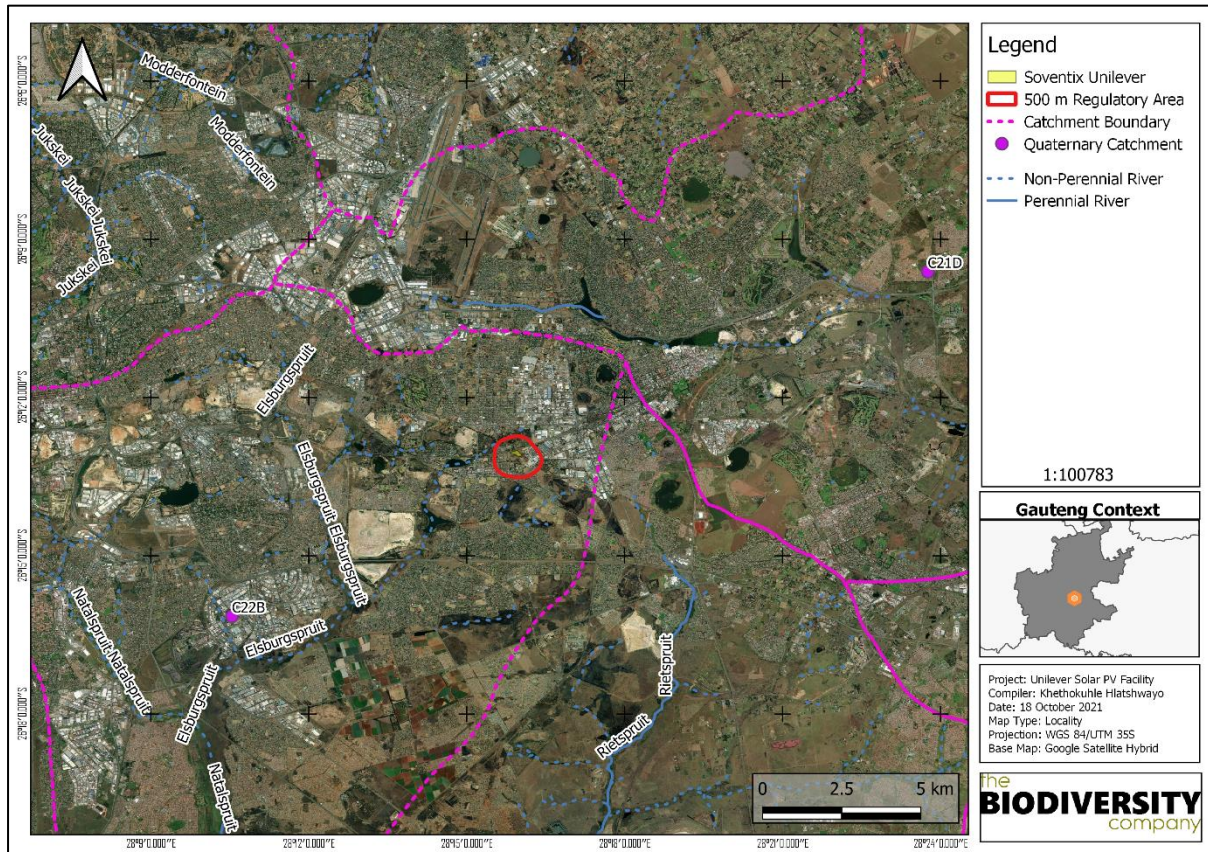 Modderfontein
Modderfontein
Jukskei
Jukskei
Jukskei
Jukskei
C21D
Elsburgspruit
Elsburgspruit
Elsburgspruit
C22B
Elsburgspruit
Natalspruit
Natalspruit
Elsburgspruit
Natalspruit
Rietspruit
Rietspruit
0 2.5 5 km
28°9'0.000"E 28°12'0.000"E 28°15'0.000"E 28°18'0.000"E 28°21'0.000"E 28°24'0.000"E
Legend
Soventix Unilever
500 m Regulatory Area
Catchment Boundary
Quaternary Catchment
Non-Perennial River
Perennial River
1:100783
Gauteng Context
Project: Unilever Solar PV Facility
Compiler: Khethokuhle Hlatshwayo
Date: 18 October 2021
Map Type: Locality
Projection: WGS 84/UTM 35S
Base Map: Google Satellite Hybrid
the
BIODIVERSITY
company